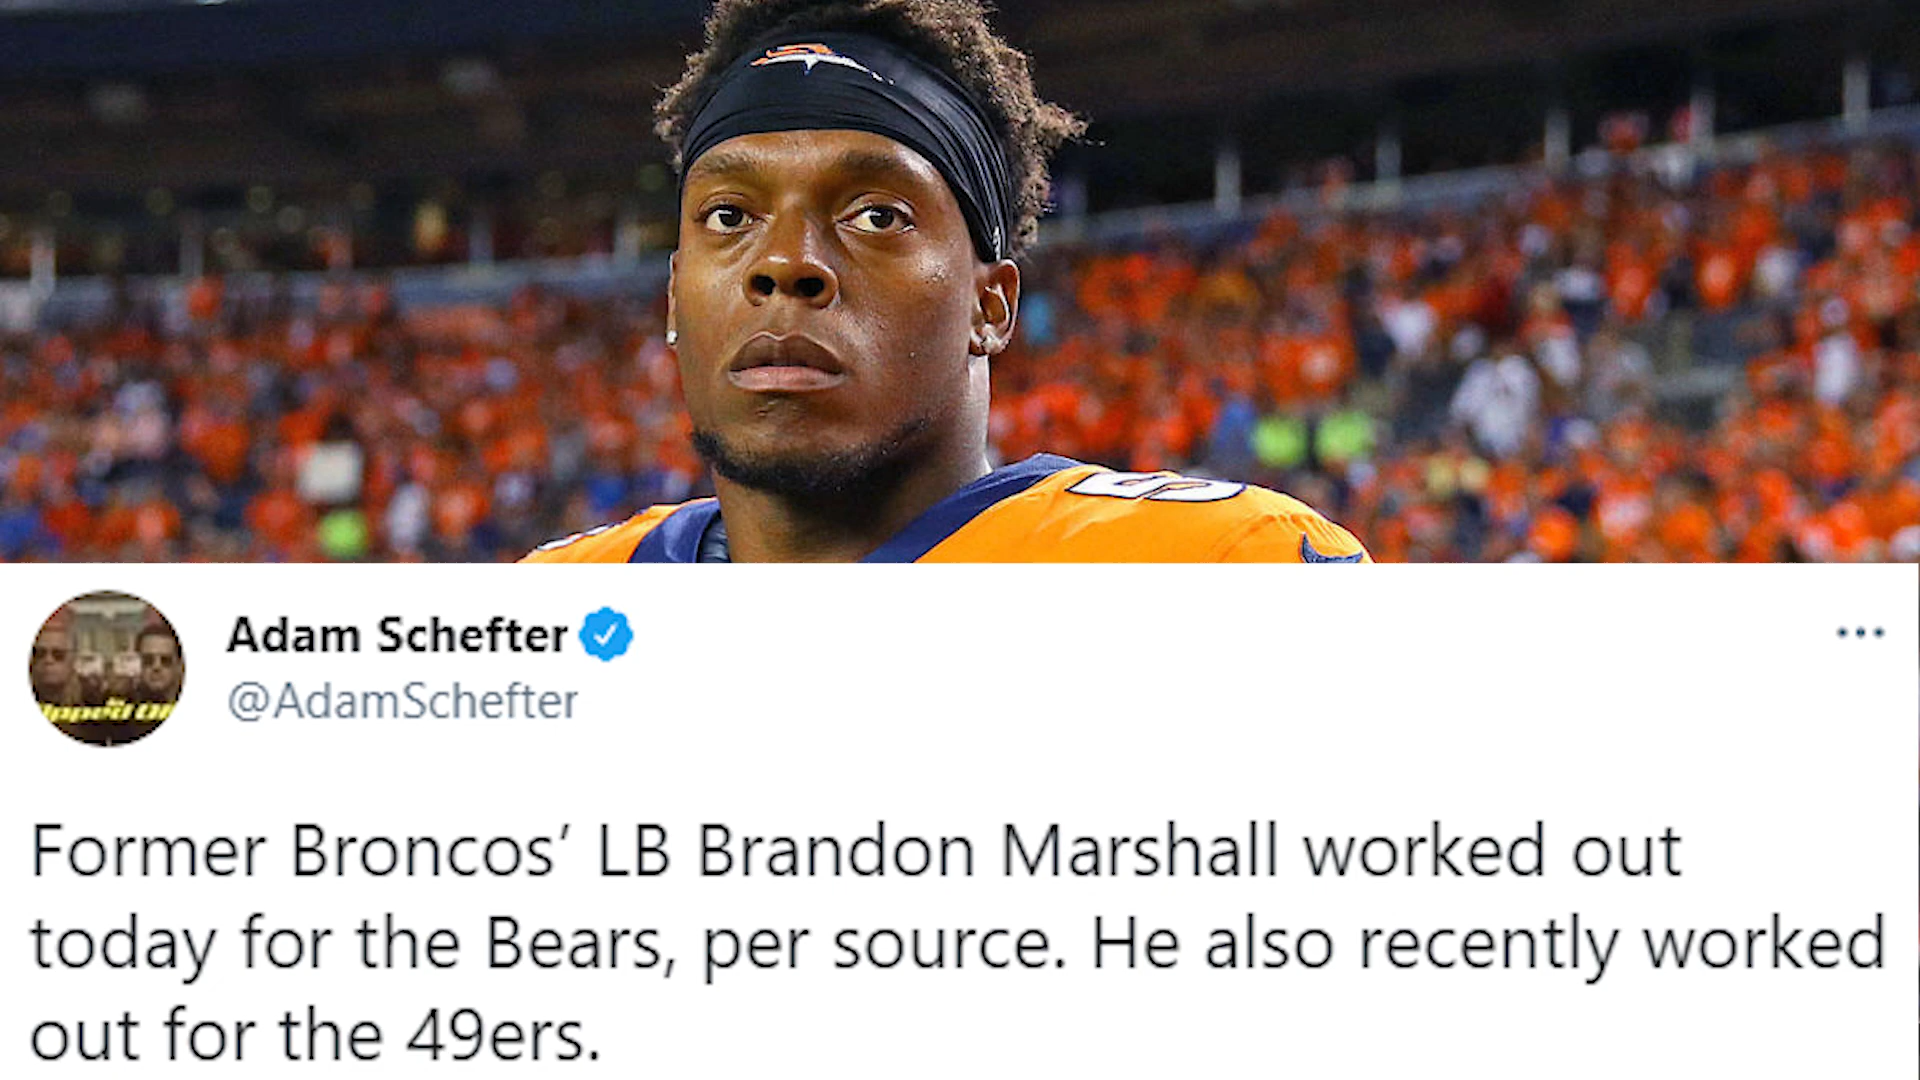 Adam Schefter
@AdamSchefter
Former Broncos’ LB Brandon Marshall worked out
today for the Bears, per source. He also recently worked
out for the 49ers.